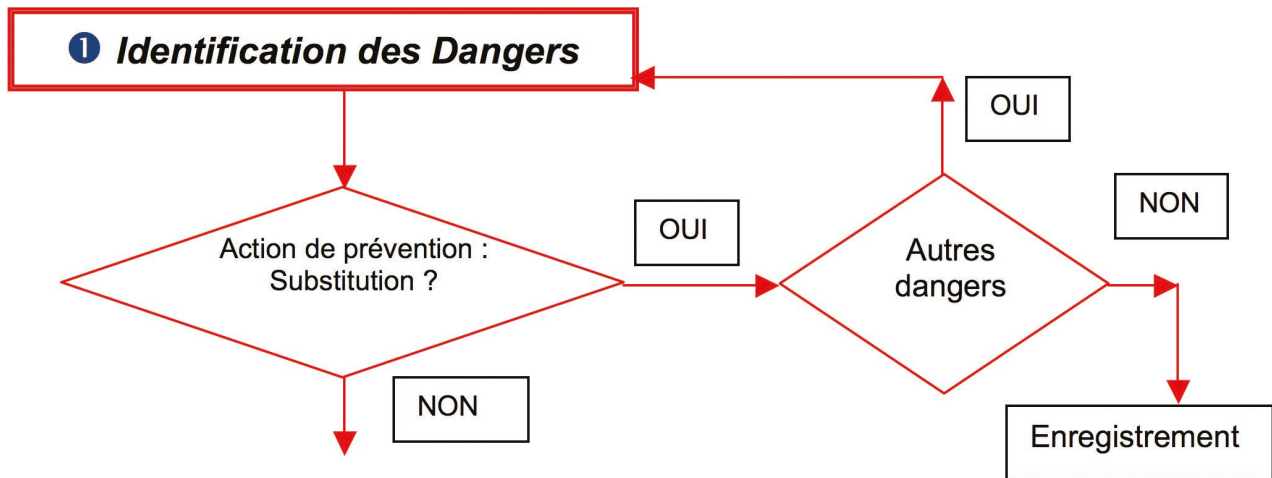 ❶ Identification des Dangers
OUI
Action de prévention :
Substitution ?
OUI
Autres
dangers
NON
NON
Enregistrement